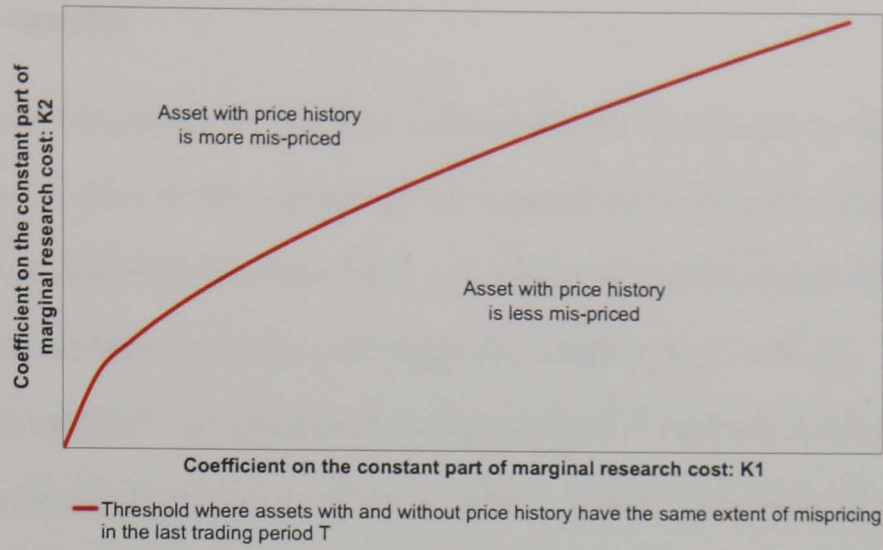 Coefficient on the constant part of
marginal research cost: K2
Asset with price history
is more mis-priced
Asset with price history
is less mis-priced
Coefficient on the constant part of marginal research cost: K1
Threshold where assets with and without price history have the same extent of mispricing
in the last trading period T